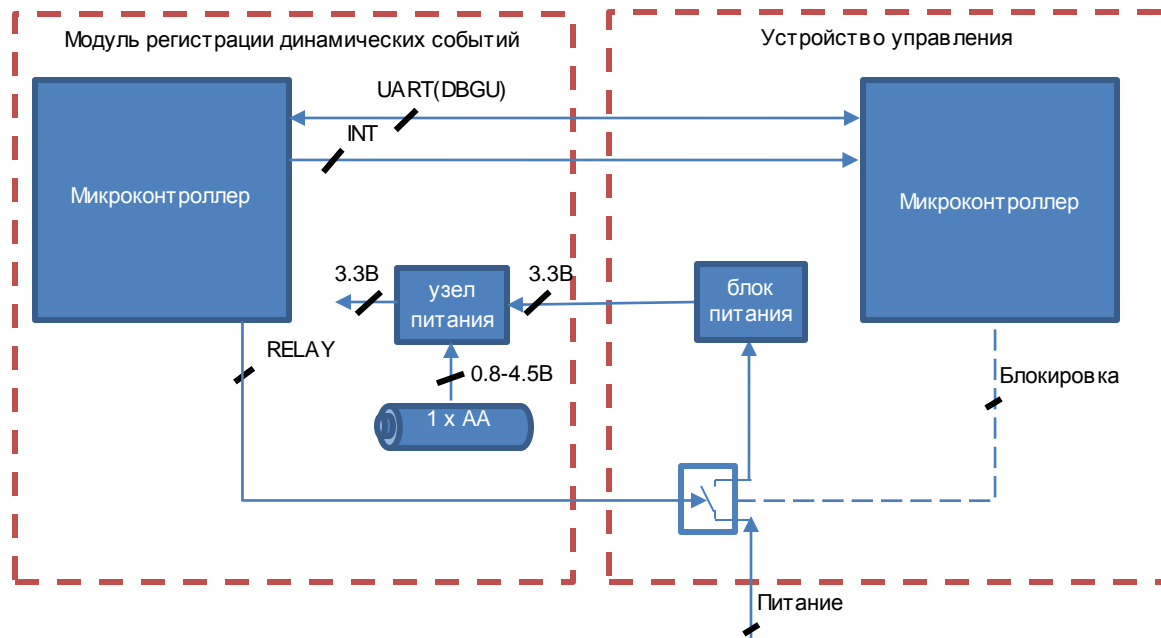 Модуль регистрации динамических событий
Устройство управления
UART(DBGU)
INT
Микроконтроллер
Микроконтроллер
3.3В
узел
питания
3.3В
блок
питания
RELAY
0.8-4.5В
1 x AA
Блокировка
Питание